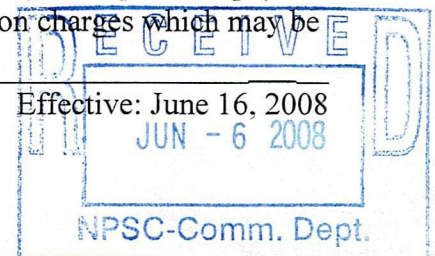 on charges which may be
RECEIVED
Effective: June 16, 2008
JUN - 6 2008
NPSC-Comm. Dept.